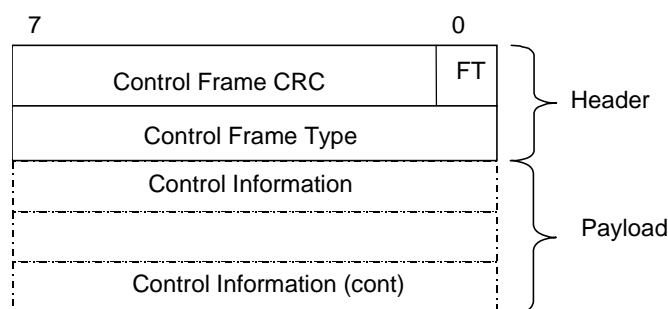 7 0
Control Frame CRC FT
Header
Control Frame Type
Control Information
Payload
Control Information (cont)